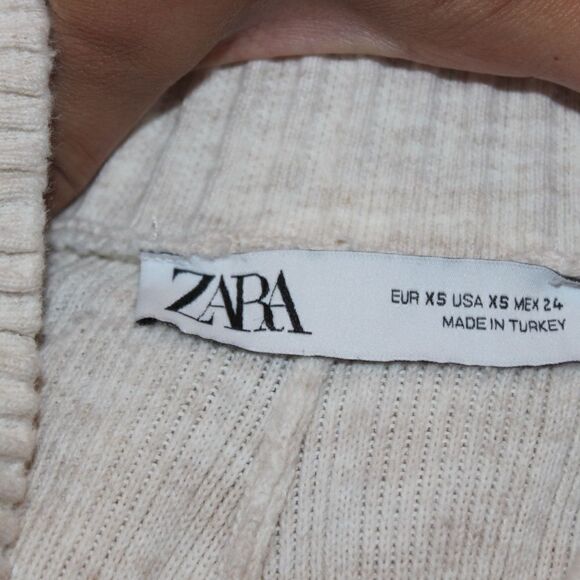 ZARA
EUR XS USA XS MEX 24
MADE IN TURKEY